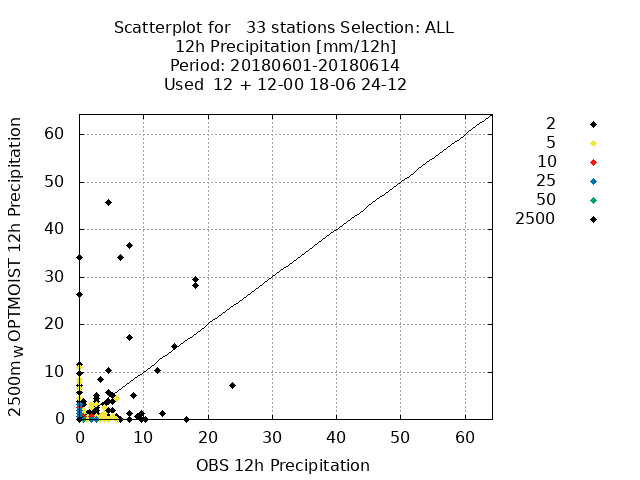 Scatterplot for 33 stations Selection: ALL
12h Precipitation [mm/12h]
Period: 20180601-20180614
Used 12 + 12-00 18-06 24-12
2
5
10
25
50
2500
60
50
40
30
20
10
0
2500m_w OPTMOIST 12h Precipitation
0 10 20 30 40 50 60
OBS 12h Precipitation